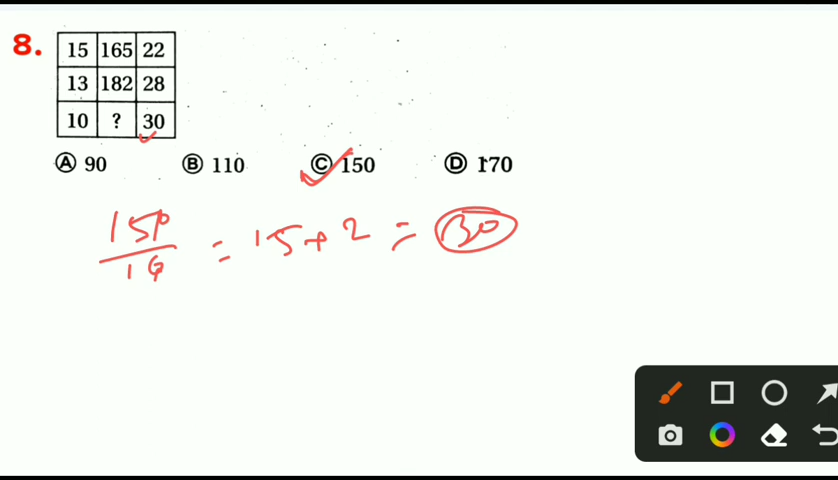 8.
15 165 22
13 182 28
10 ? 30
Ⓐ 90 Ⓑ 110 Ⓒ 150 Ⓓ 170
150
10
= 15 + 2 = 30